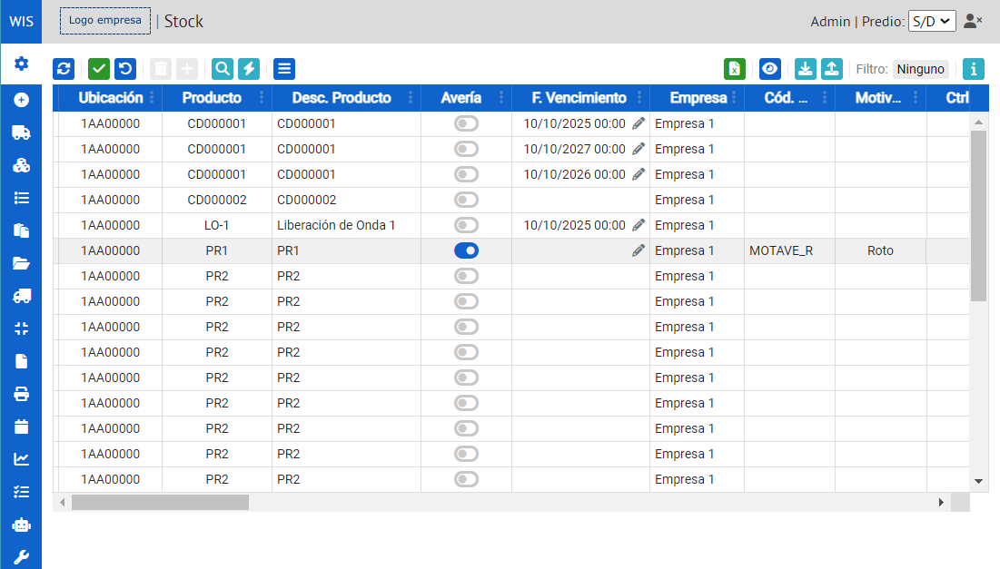 WIS Logo empresa | Stock Admin | Predio: S/D
Filtro: Ninguno
Ubicación Producto Desc. Producto Avería F. Vencimiento Empresa Cód. ... Motiv... Ctrl
1AA00000 CD000001 CD000001 10/10/2025 00:00 Empresa 1
1AA00000 CD000001 CD000001 10/10/2027 00:00 Empresa 1
1AA00000 CD000001 CD000001 10/10/2026 00:00 Empresa 1
1AA00000 CD000002 CD000002 Empresa 1
1AA00000 LO-1 Liberación de Onda 1 10/10/2025 00:00 Empresa 1
1AA00000 PR1 PR1 Empresa 1 MOTAVE_R Roto
1AA00000 PR2 PR2 Empresa 1
1AA00000 PR2 PR2 Empresa 1
1AA00000 PR2 PR2 Empresa 1
1AA00000 PR2 PR2 Empresa 1
1AA00000 PR2 PR2 Empresa 1
1AA00000 PR2 PR2 Empresa 1
1AA00000 PR2 PR2 Empresa 1
1AA00000 PR2 PR2 Empresa 1
1AA00000 PR2 PR2 Empresa 1